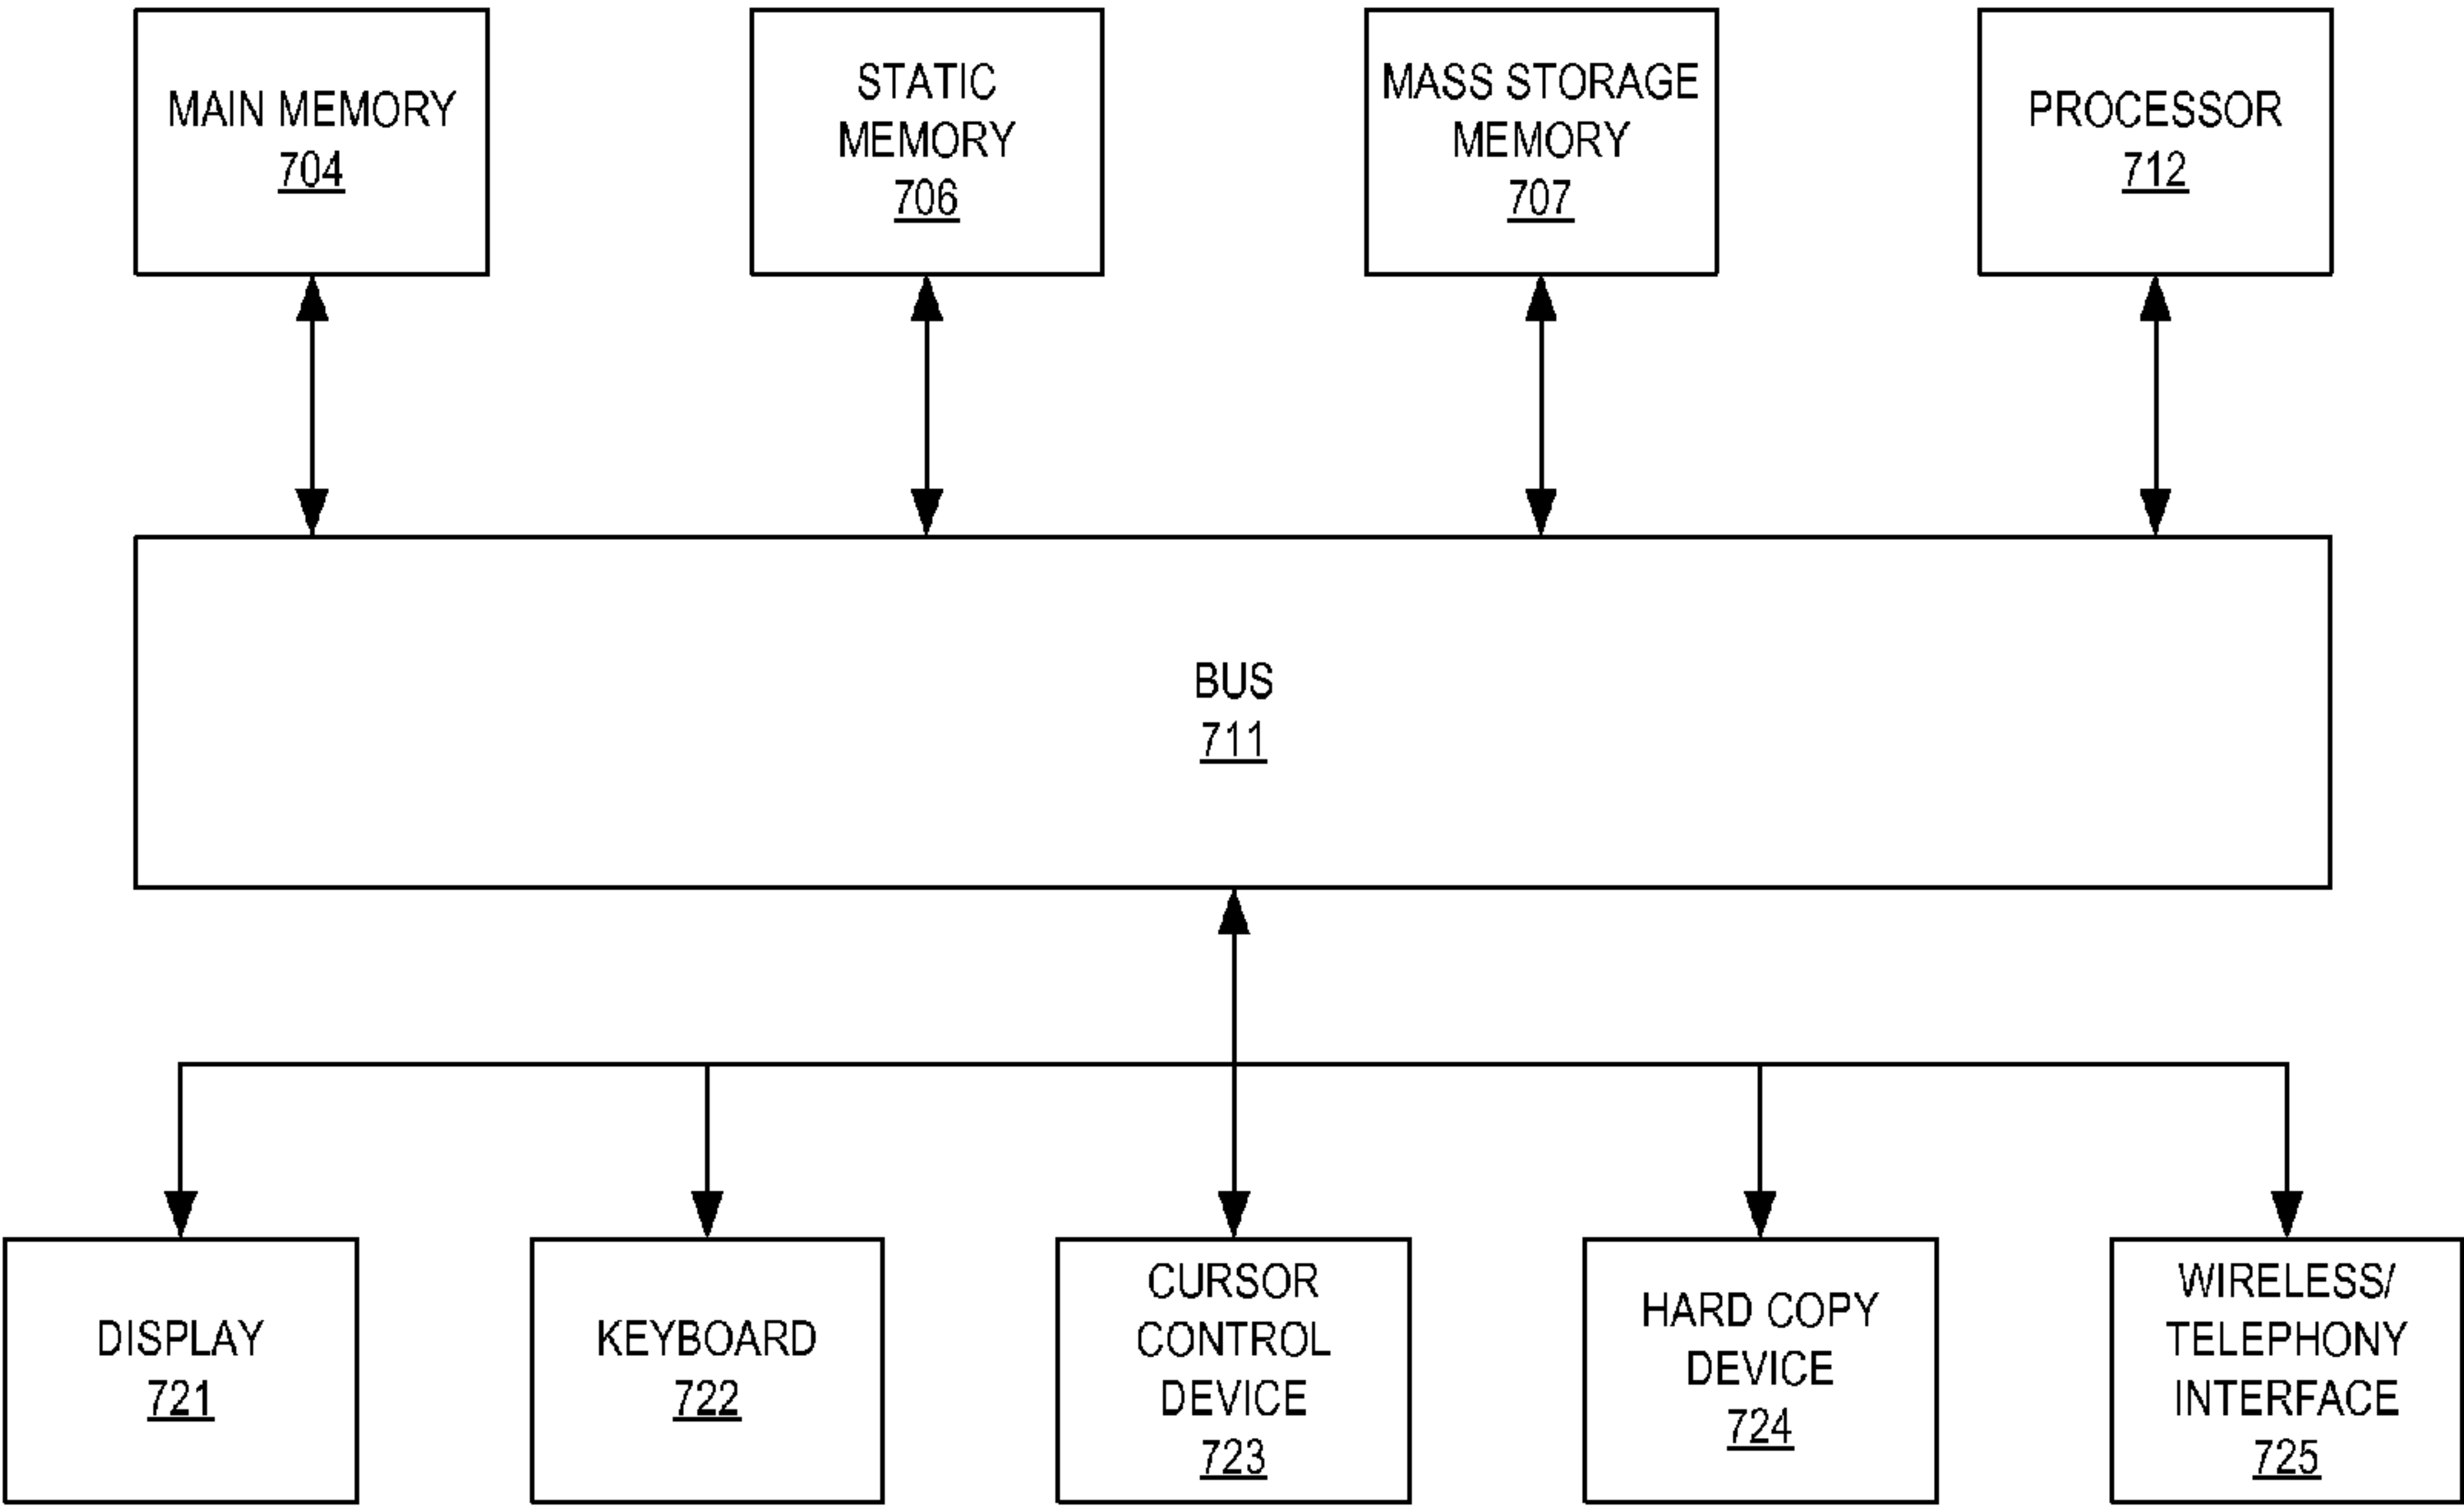 MAIN MEMORY
704
STATIC
MEMORY
706
MASS STORAGE
MEMORY
707
PROCESSOR
712
BUS
711
DISPLAY
721
KEYBOARD
722
CURSOR
CONTROL
DEVICE
723
HARD COPY
DEVICE
724
WIRELESS/
TELEPHONY
INTERFACE
725